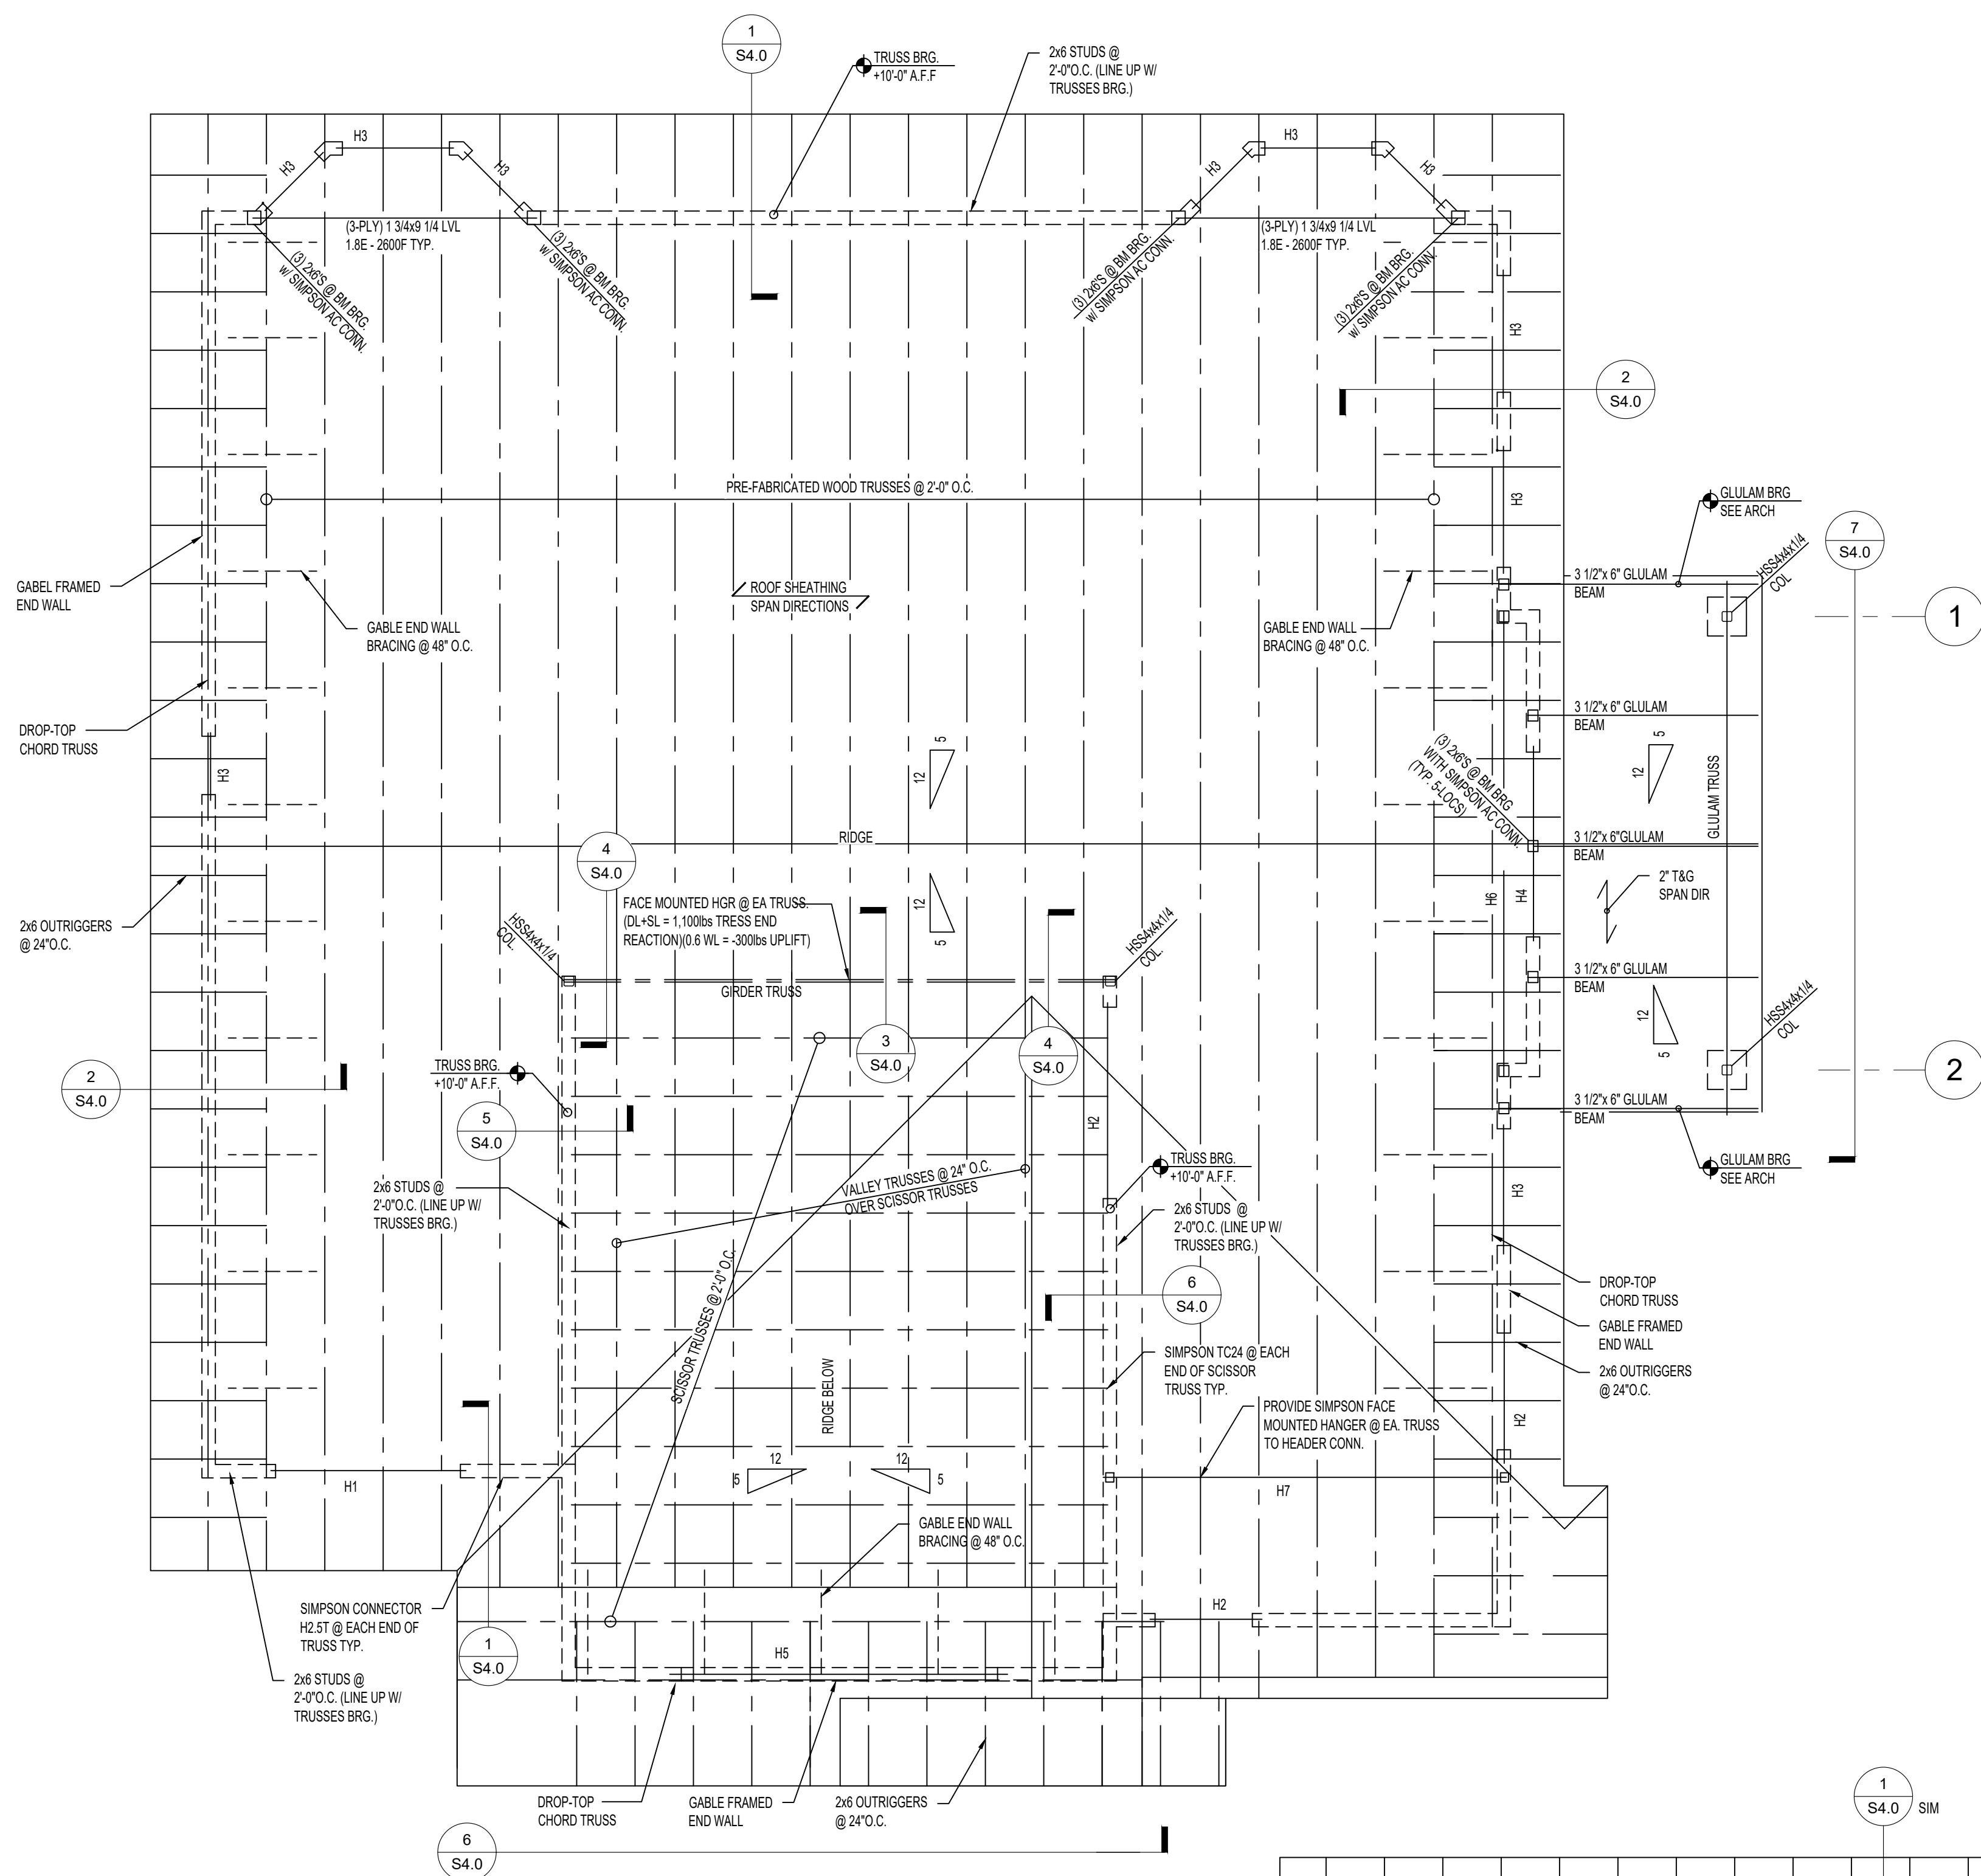 1
S4.0
TRUSS BRG.
+10'-0" A.F.F
2x6 STUDS @
2'-0"O.C. (LINE UP W/
TRUSSES BRG.)
H3
H3
H3
H3
H3
H3
(3-PLY) 1 3/4x9 1/4 LVL
1.8E - 2600F TYP.
(3-PLY) 1 3/4x9 1/4 LVL
1.8E - 2600F TYP.
(3) 2x6'S @ BM BRG.
w/ SIMPSON AC CONN.
(3) 2x6'S @ BM BRG.
w/ SIMPSON AC CONN.
(3) 2x6'S @ BM BRG.
w/ SIMPSON AC CONN.
(3) 2x6'S @ BM BRG.
w/ SIMPSON AC CONN.
H3
2
S4.0
PRE-FABRICATED WOOD TRUSSES @ 2'-0" O.C.
H3
GLULAM BRG
SEE ARCH
7
S4.0
HSS4x4x1/4
COL
GABEL FRAMED
END WALL
ROOF SHEATHING
SPAN DIRECTIONS
3 1/2"x 6" GLULAM
BEAM
1
GABLE END WALL
BRACING @ 48" O.C.
GABLE END WALL
BRACING @ 48" O.C.
DROP-TOP
CHORD TRUSS
3 1/2"x 6" GLULAM
BEAM
H3
5
12
5
12
(3) 2x6'S @ BM BRG
WITH SIMPSON AC CONN.
(TYP. 5-LOCS)
GLULAM TRUSS
RIDGE
3 1/2"x 6"GLULAM
BEAM
4
S4.0
2x6 OUTRIGGERS
@ 24"O.C.
FACE MOUNTED HGR @ EA TRUSS.
(DL+SL = 1,100lbs TRESS END
REACTION)(0.6 WL = -300lbs UPLIFT)
12
5
H6
H4
2" T&G
SPAN DIR
HSS4x4x1/4
COL.
HSS4x4x1/4
COL.
GIRDER TRUSS
3 1/2"x 6" GLULAM
BEAM
12
5
HSS4x4x1/4
COL
3
S4.0
4
S4.0
2
S4.0
TRUSS BRG.
+10'-0" A.F.F.
2
5
S4.0
H2
3 1/2"x 6" GLULAM
BEAM
TRUSS BRG.
+10'-0" A.F.F.
GLULAM BRG
SEE ARCH
2x6 STUDS @
2'-0"O.C. (LINE UP W/
TRUSSES BRG.)
VALLEY TRUSSES @ 24" O.C.
OVER SCISSOR TRUSSES
H3
2x6 STUDS @
2'-0"O.C. (LINE UP W/
TRUSSES BRG.)
SCISSOR TRUSSES @ 2'-0" O.C.
6
S4.0
DROP-TOP
CHORD TRUSS
GABLE FRAMED
END WALL
SIMPSON TC24 @ EACH
END OF SCISSOR
TRUSS TYP.
2x6 OUTRIGGERS
@ 24"O.C.
RIDGE BELOW
PROVIDE SIMPSON FACE
MOUNTED HANGER @ EA. TRUSS
TO HEADER CONN.
H2
12
5
12
5
H1
H7
GABLE END WALL
BRACING @ 48" O.C.
SIMPSON CONNECTOR
H2.5T @ EACH END OF
TRUSS TYP.
H2
1
S4.0
H5
2x6 STUDS @
2'-0"O.C. (LINE UP W/
TRUSSES BRG.)
DROP-TOP
CHORD TRUSS
GABLE FRAMED
END WALL
2x6 OUTRIGGERS
@ 24"O.C.
1
S4.0
SIM
6
S4.0